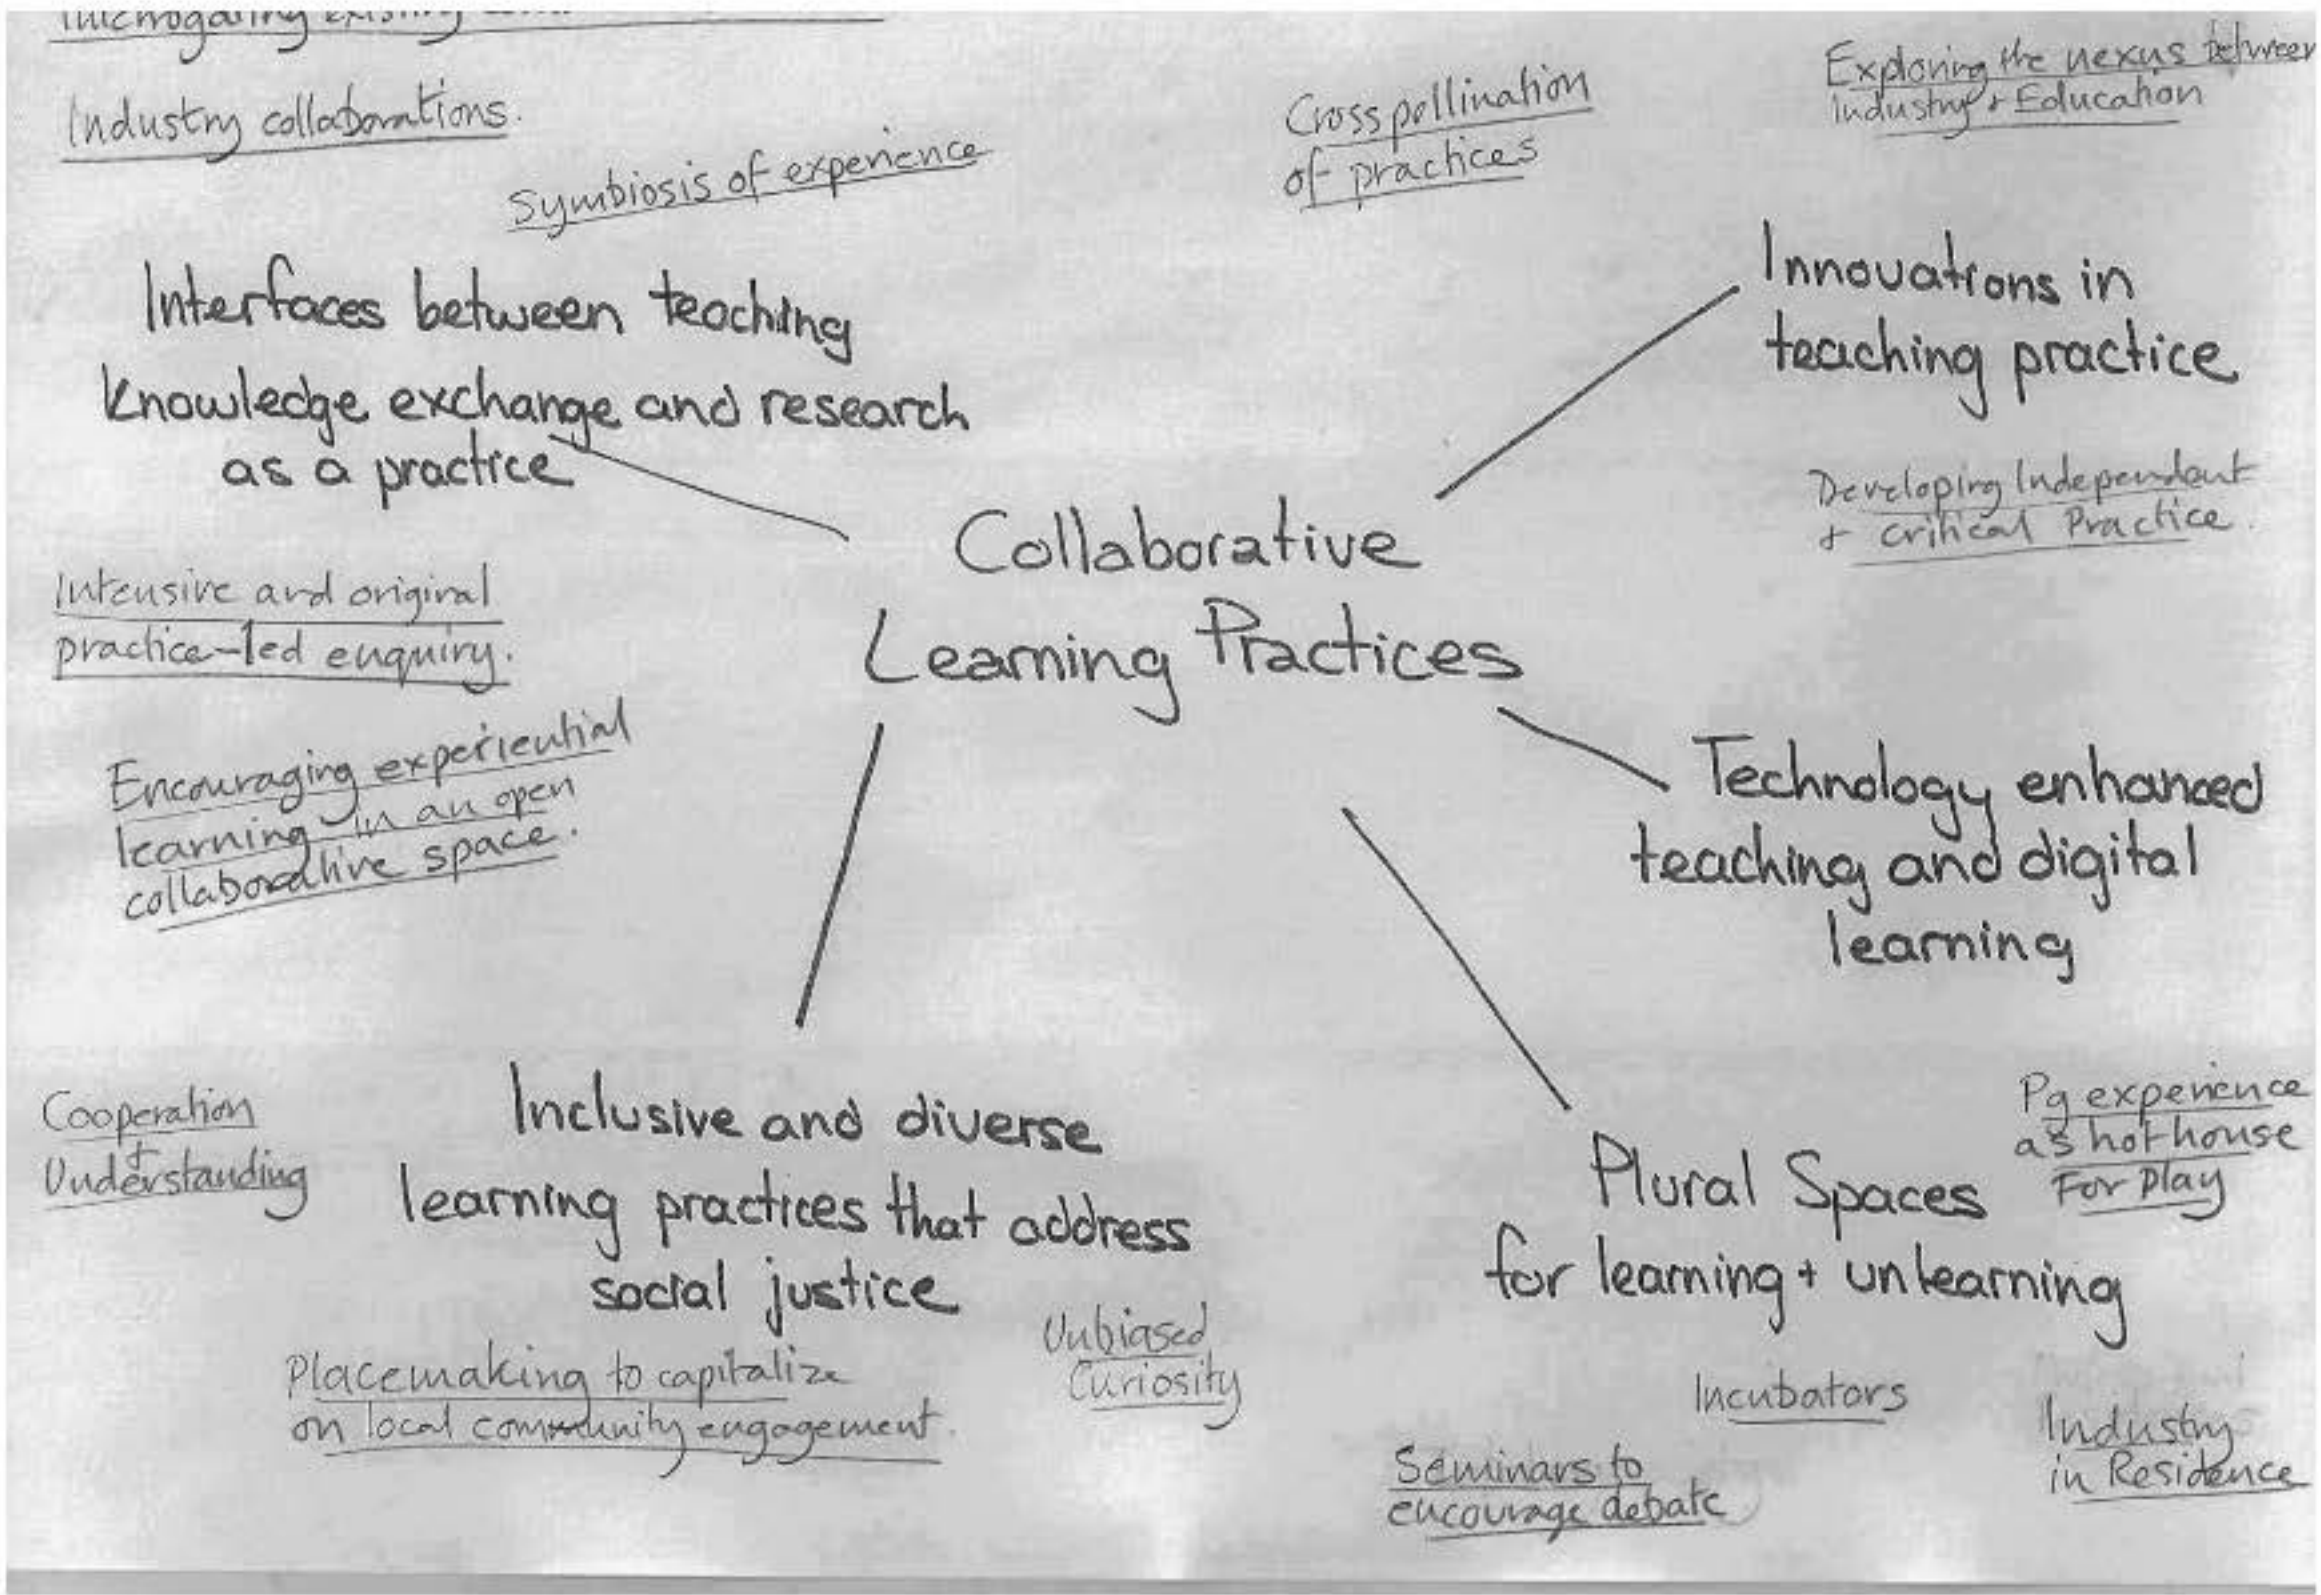 Interrogating existing
Industry collaborations.
Symbiosis of experience
Cross pollination
of practices
Exploring the nexus between
Industry + Education
Interfaces between teaching
knowledge exchange and research
as a practice
Innovations in
teaching practice
Developing Independant
+ Critical Practice.
Collaborative
Learning Practices
Intensive and original
practice-led enquiry.
Encouraging experiential
learning in an open
collaborative space.
Technology enhanced
teaching and digital
learning
Cooperation
+
Understanding
Inclusive and diverse
learning practices that address
social justice
Placemaking to capitalize
on local community engagement.
Unbiased
Curiosity
Plural Spaces
for learning + unlearning
Pg experience
as hothouse
For Play
Incubators
Seminars to
encourage debate
Industry
in Residence